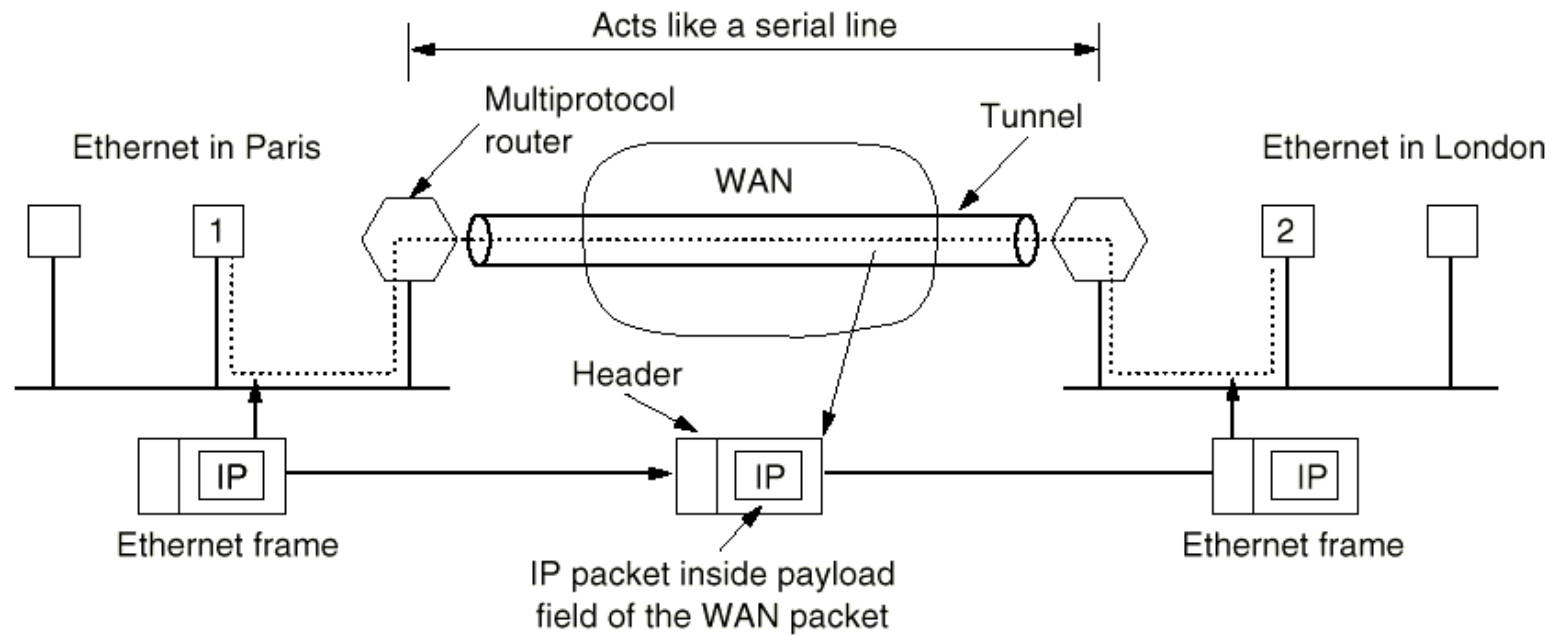 Acts like a serial line
Multiprotocol
router
Tunnel
Ethernet in Paris
Ethernet in London
WAN
1
2
Header
IP
IP
IP
Ethernet frame
Ethernet frame
IP packet inside payload
field of the WAN packet